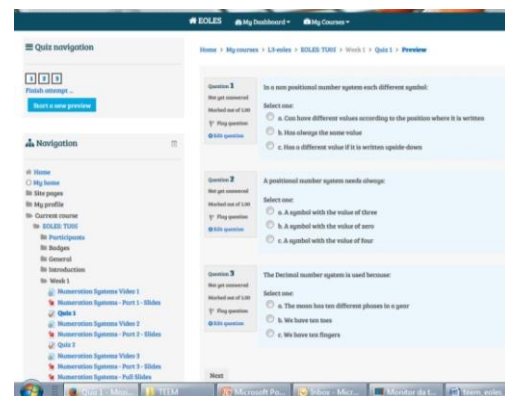 EOLES My Dashboard My Courses
Quiz navigation
1 2 3
Finish attempt ...
Start a new preview
Navigation
Home
My home
Site pages
My profile
Current course
EOLES TUNS
Participants
Badges
General
Introduction
Week 1
Numeration Systems Video 1
Numeration Systems - Part 1 - Slides
Quiz 1
Numeration Systems Video 2
Numeration Systems - Part 2 - Slides
Quiz 2
Numeration Systems Video 3
Numeration Systems - Part 3 - Slides
Numeration Systems - Full Slides
Home > My courses > L3-eoles > EOLES TUNS > Week 1 > Quiz 1 > Preview
Question 1
Not yet answered
Marked out of 1.00
Flag question
Edit question
In a non positional number system each different symbol:
Select one:
a. Can have different values according to the position where it is written
b. Has always the same value
c. Has a different value if it is written upside-down
Question 2
Not yet answered
Marked out of 1.00
Flag question
Edit question
A positional number system needs always:
Select one:
a. A symbol with the value of three
b. A symbol with the value of zero
c. A symbol with the value of four
Question 3
Not yet answered
Marked out of 1.00
Flag question
Edit question
The Decimal number system is used because:
Select one:
a. The moon has ten different phases in a year
b. We have ten toes
c. We have ten fingers
Next
Quiz 1 - Mozi... TEEM Microsoft Po... Inbox - Micr... Monitor da t... teem_eoles